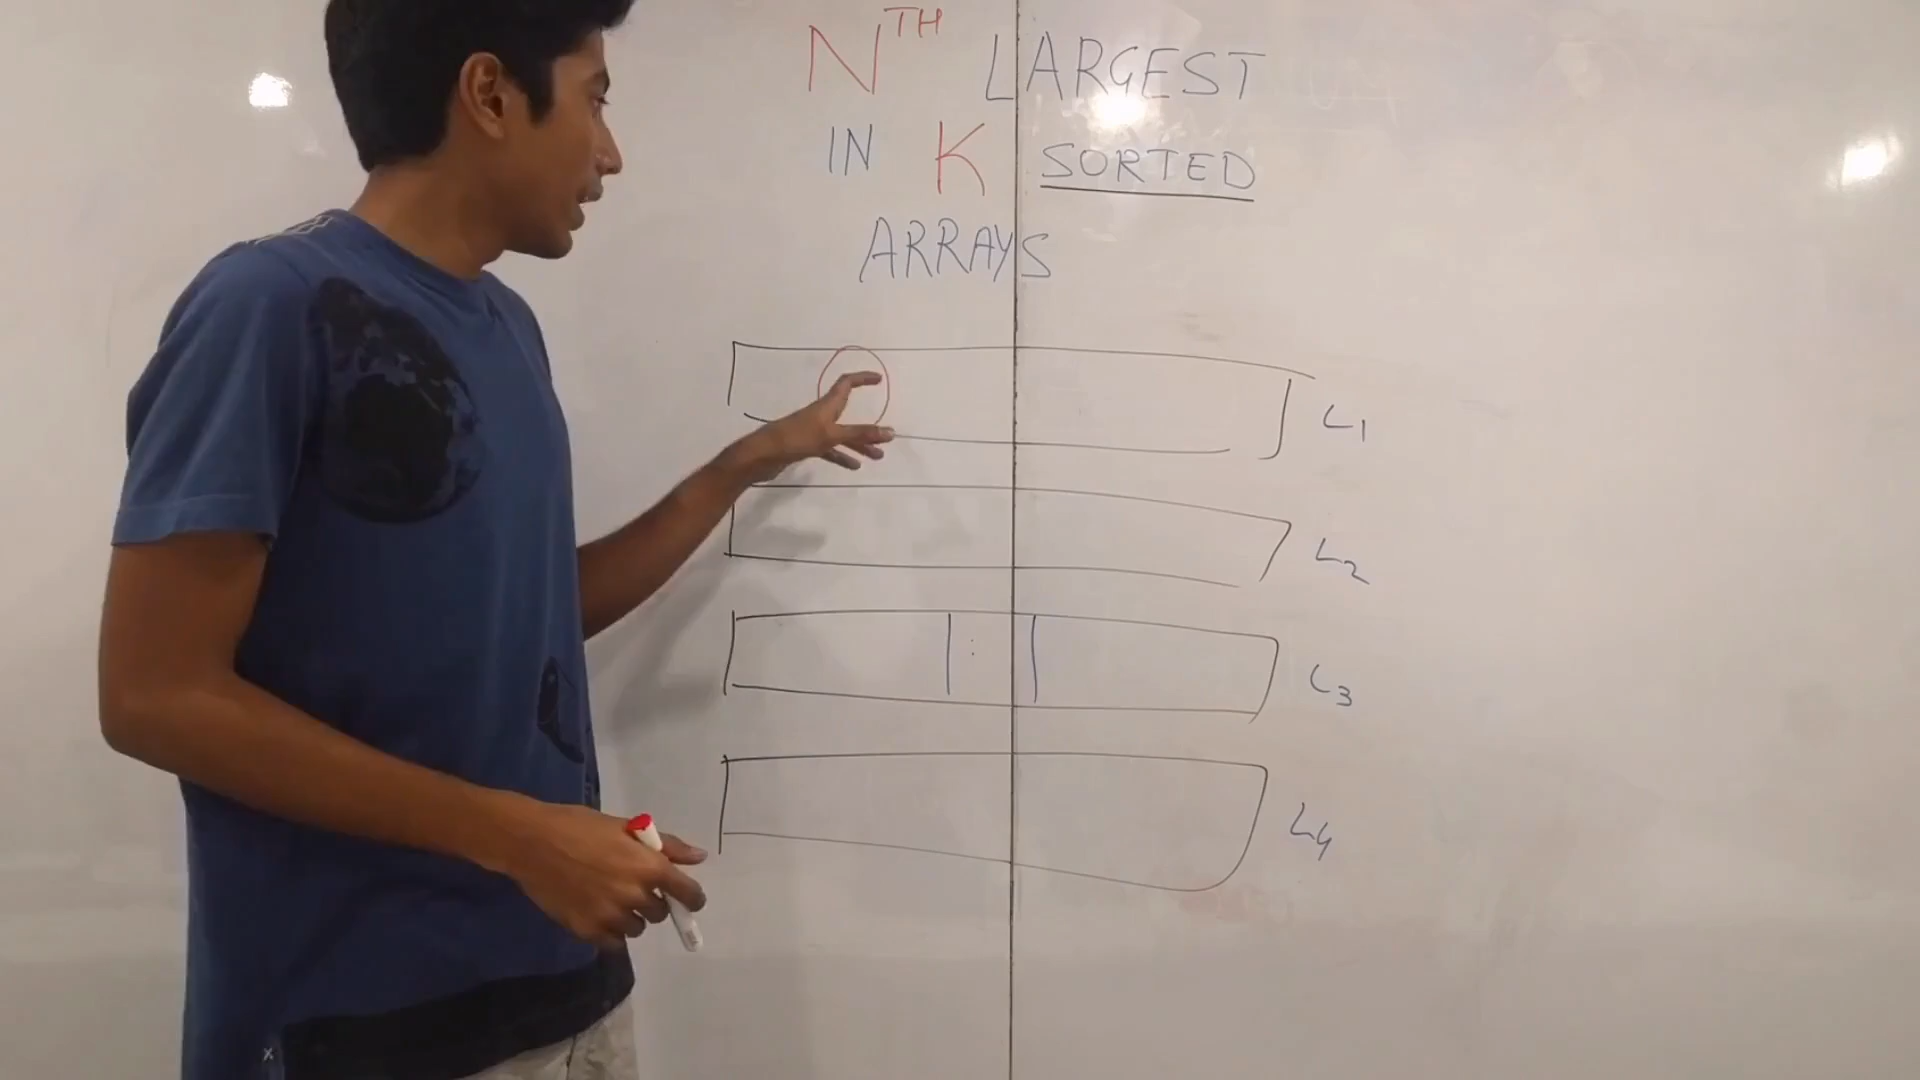 NTH LARGEST
IN K SORTED
ARRAYS
L1
L2
L3
L4